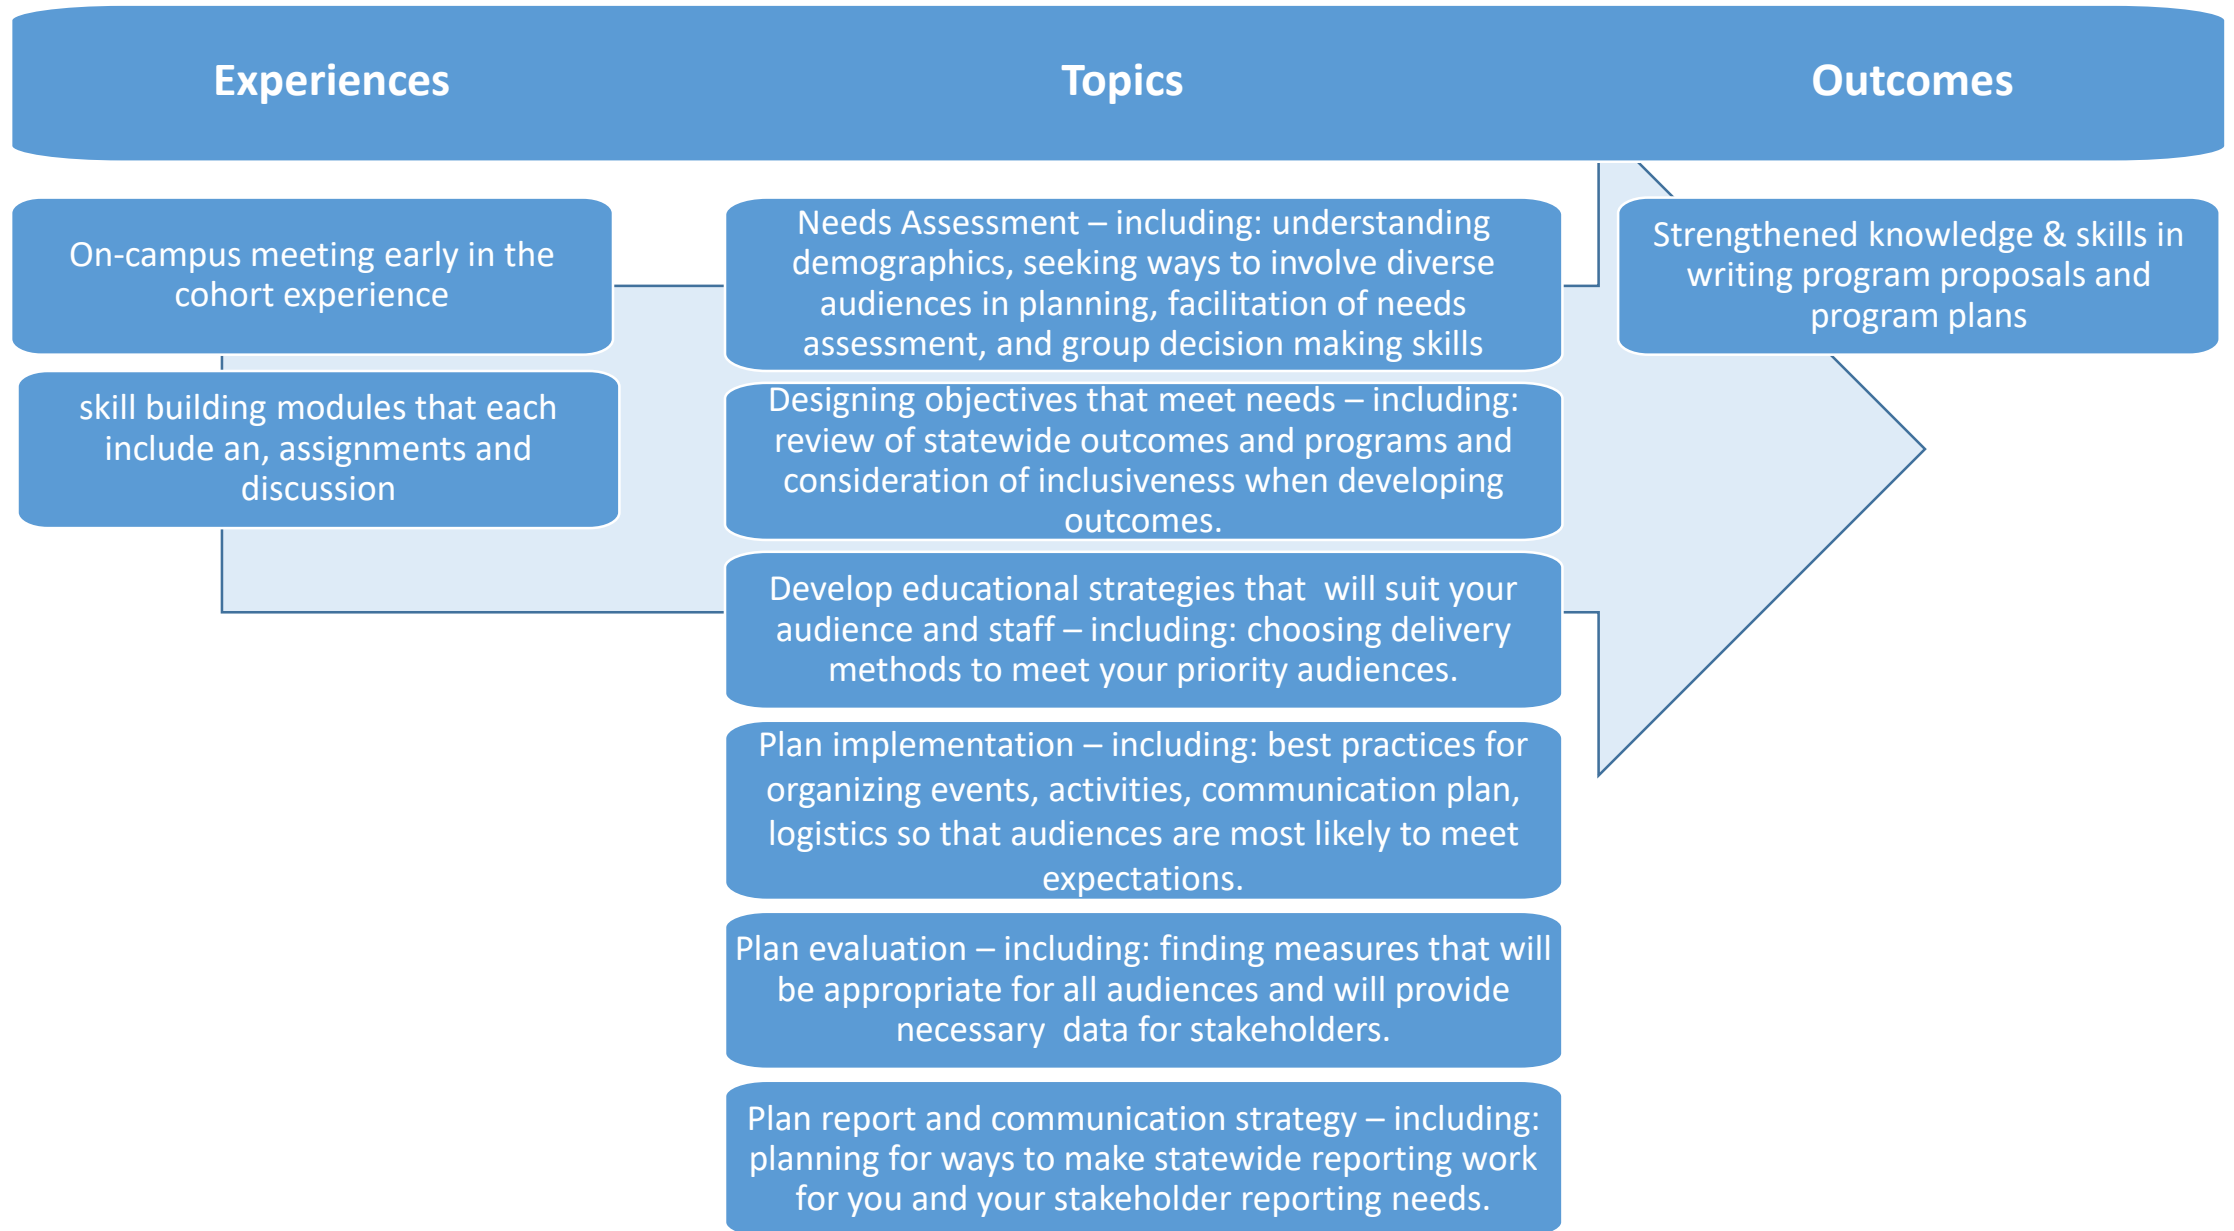 Experiences
Topics
Outcomes
On-campus meeting early in the
cohort experience
skill building modules that each
include an, assignments and
discussion
Needs Assessment – including: understanding
demographics, seeking ways to involve diverse
audiences in planning, facilitation of needs
assessment, and group decision making skills
Designing objectives that meet needs – including:
review of statewide outcomes and programs and
consideration of inclusiveness when developing
outcomes.
Develop educational strategies that  will suit your
audience and staff – including: choosing delivery
methods to meet your priority audiences.
Plan implementation – including: best practices for
organizing events, activities, communication plan,
logistics so that audiences are most likely to meet
expectations.
Plan evaluation – including: finding measures that will
be appropriate for all audiences and will provide
necessary  data for stakeholders.
Plan report and communication strategy – including:
planning for ways to make statewide reporting work
for you and your stakeholder reporting needs.
Strengthened knowledge & skills in
writing program proposals and
program plans